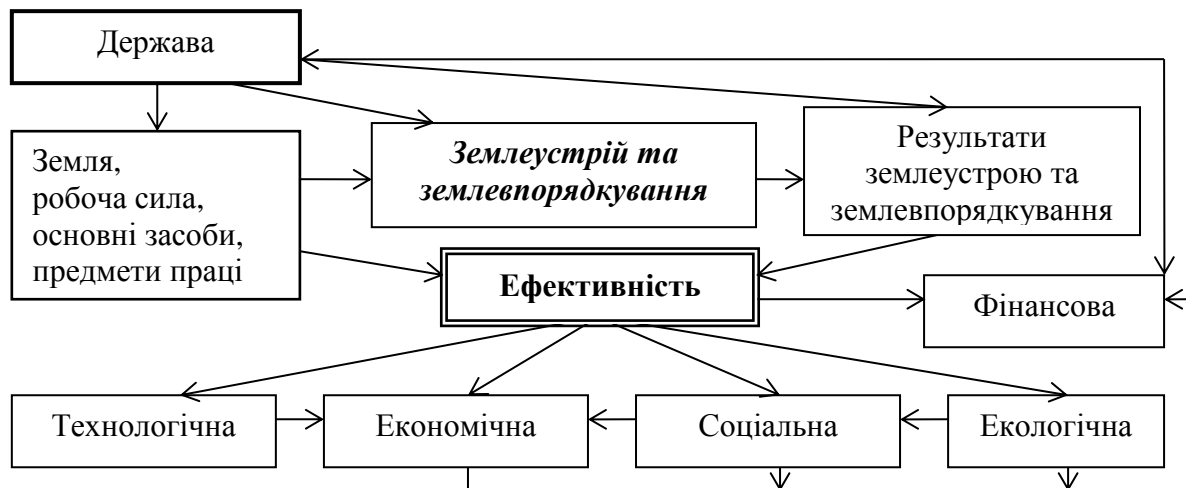 Держава
Земля,
робоча сила,
основні засоби,
предмети праці
Землеустрій та
землевпорядкування
Результати
землеустрою та
землевпорядкування
Ефективність
Фінансова
Технологічна
Економічна
Соціальна
Екологічна